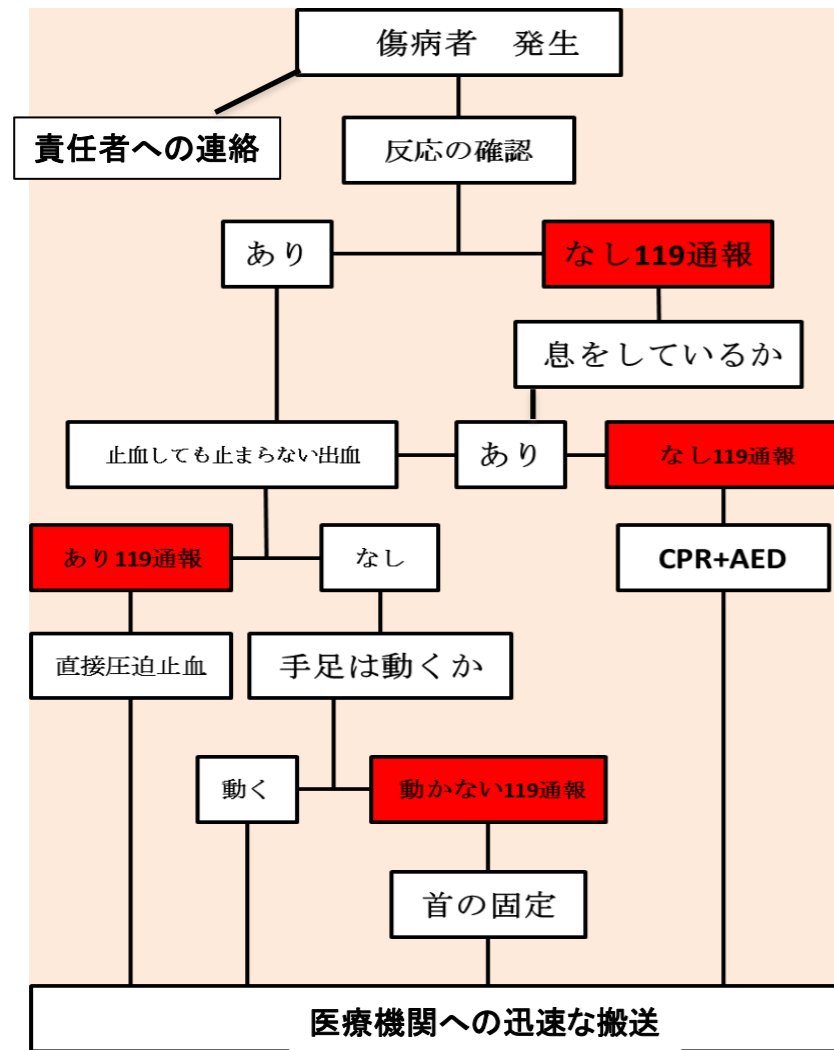 傷病者　発生
責任者への連絡
反応の確認
あり
なし119通報
息をしているか
止血しても止まらない出血
あり
なし119通報
あり119通報
なし
CPR+AED
直接圧迫止血
手足は動くか
動く
動かない119通報
首の固定
医療機関への迅速な搬送